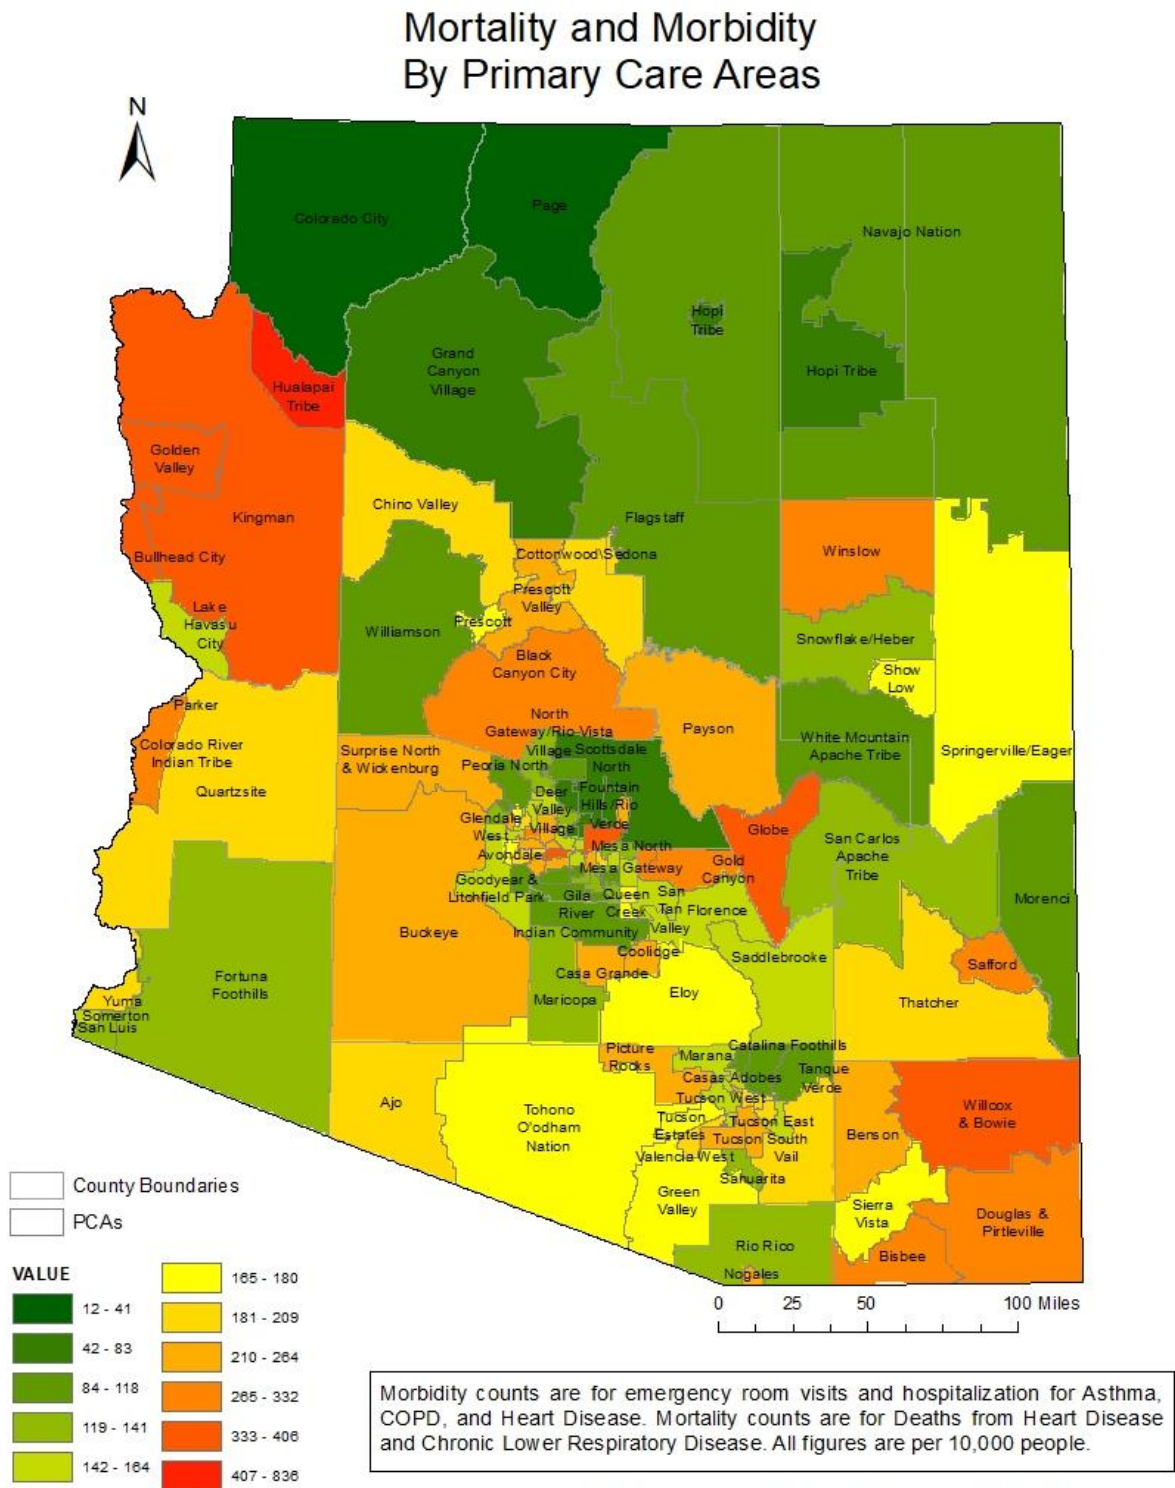 Mortality and Morbidity
By Primary Care Areas
N
Colorado City
Page
Navajo Nation
Hopi
Tribe
Grand
Canyon
Village
Hopi Tribe
Hualapai
Tribe
Golden
Valley
Chino Valley
Kingman
Flagstaff
Bullhead City
Cottonwood\Sedona
Winslow
Prescott
Valley
Lake
Havasu
City
Prescott
Williamson
Snowflake/Heber
Black
Canyon City
Show
Low
Parker
North
Gateway/Rio Vista
Village
Payson
White Mountain
Apache Tribe
Colorado River
Indian Tribe
Surprise North
& Wickenburg
Scottsdale
North
Springerville/Eager
Peoria North
Quartzsite
Deer
Valley
Village
Fountain
Hills/Rio
Verde
Glendale
West
Globe
San Carlos
Apache
Tribe
Avondale
Mesa North
Mesa Gateway
Gold
Canyon
Goodyear &
Litchfield Park
Gila
River
Indian Community
Queen
Creek
San
Tan
Valley
Florence
Morenci
Buckeye
Coolidge
Saddlebrooke
Casa Grande
Safford
Fortuna
Foothills
Eloy
Maricopa
Thatcher
Yuma
Somerton
San Luis
Picture
Rocks
Marana
Catalina Foothills
Casas Adobes
Tanque
Verde
Tucson West
Ajo
Tohono
O'odham
Nation
Tucson
Estates
Tucson East
Tucson South
Vail
Benson
Willcox
& Bowie
Valencia West
Sahuarita
Green
Valley
Sierra
Vista
Douglas &
Pirtleville
Rio Rico
Bisbee
Nogales
County Boundaries
PCAs
VALUE
12 - 41
42 - 83
84 - 118
119 - 141
142 - 164
165 - 180
181 - 209
210 - 264
265 - 332
333 - 406
407 - 836
0 25 50 100 Miles
Morbidity counts are for emergency room visits and hospitalization for Asthma,
COPD, and Heart Disease. Mortality counts are for Deaths from Heart Disease
and Chronic Lower Respiratory Disease. All figures are per 10,000 people.